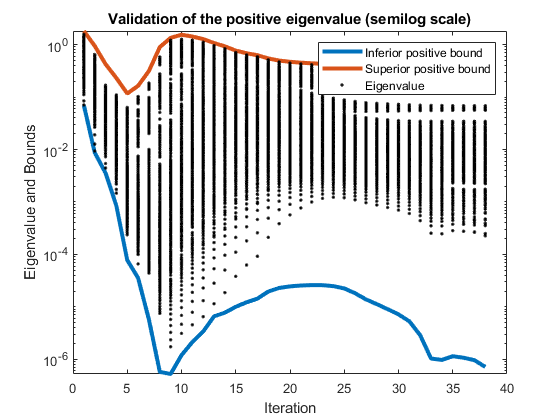 Validation of the positive eigenvalue (semilog scale)
Inferior positive bound
Superior positive bound
Eigenvalue
Eigenvalue and Bounds
10^0
10^-2
10^-4
10^-6
0 5 10 15 20 25 30 35 40
Iteration